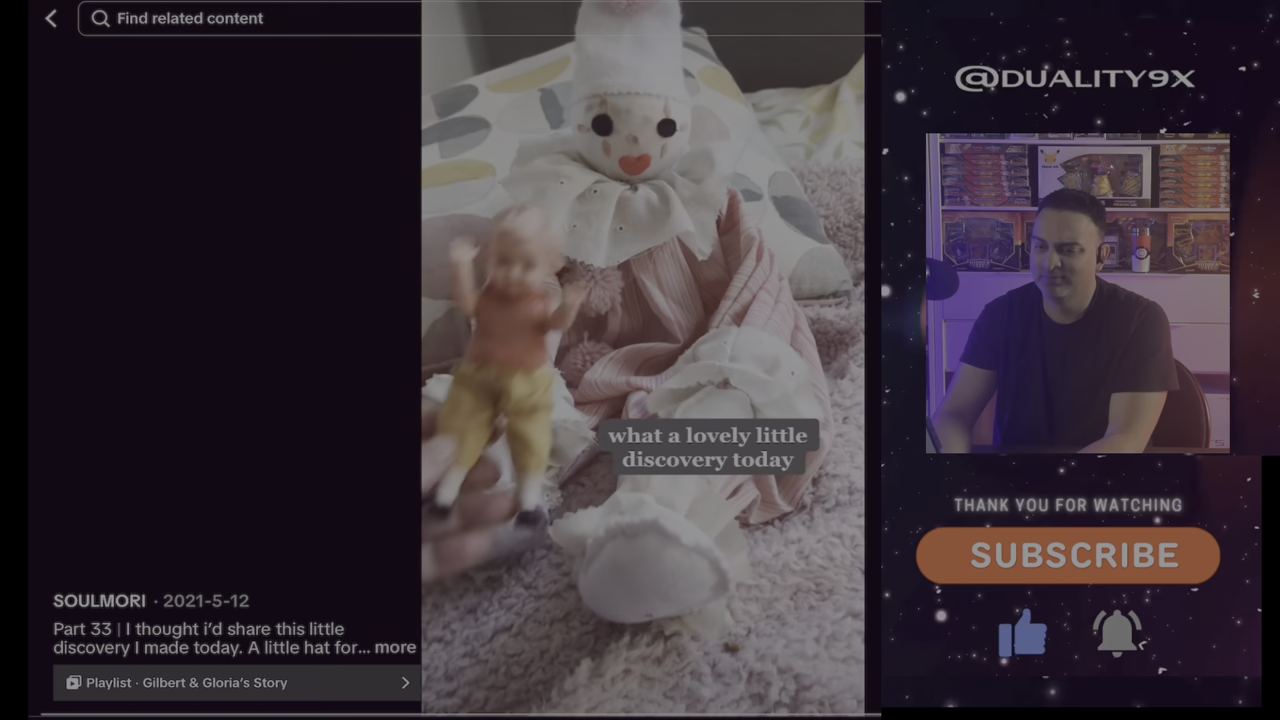 Find related content
@DUALITY9X
what a lovely little
discovery today
THANK YOU FOR WATCHING
SUBSCRIBE
SOULMORI · 2021-5-12
Part 33 | I thought i'd share this little
discovery I made today. A little hat for... more
Playlist · Gilbert & Gloria's Story